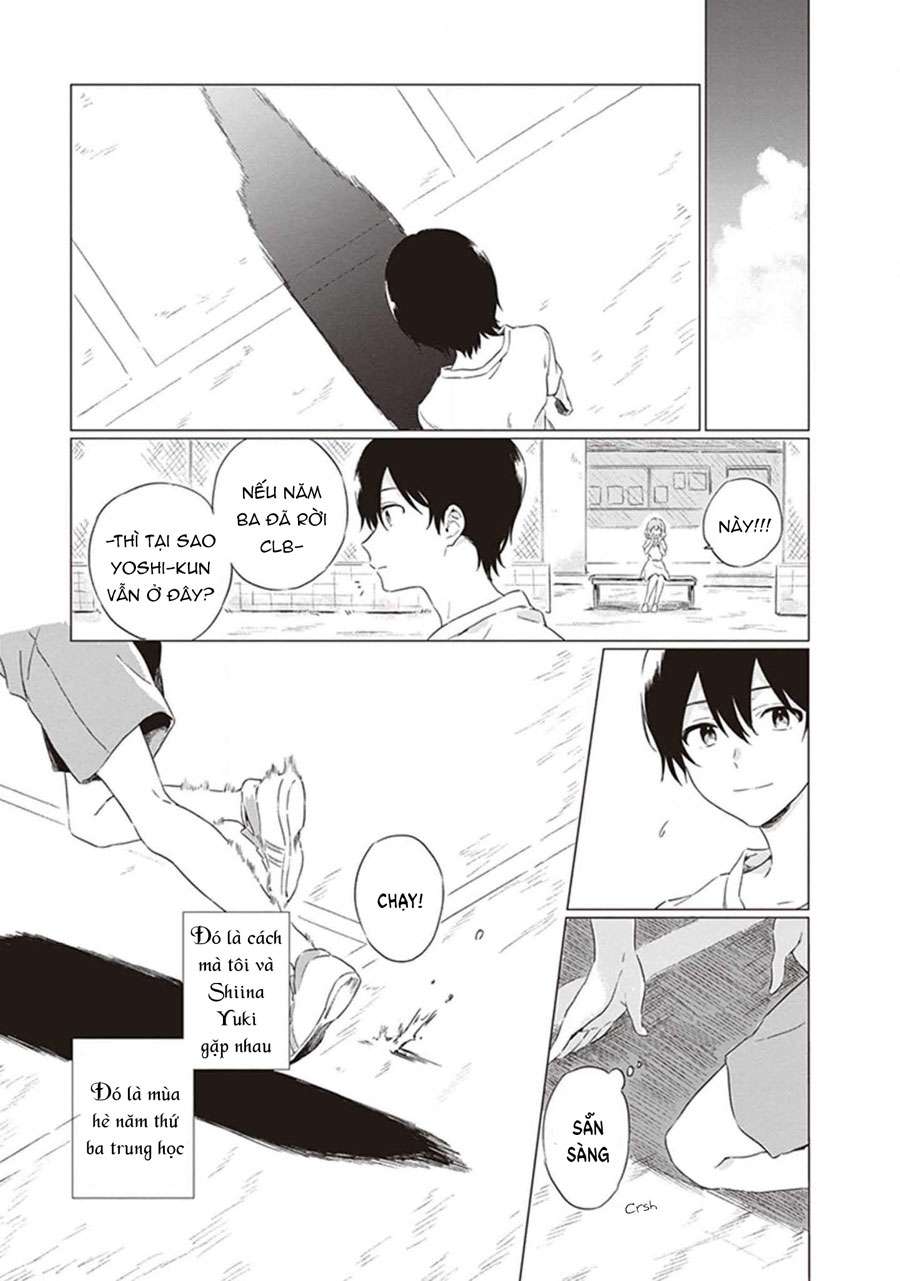 NÀY!!!
NẾU NĂM
BA ĐÃ RỜI
CLB-
-THÌ TẠI SAO
YOSHI-KUN
VẪN Ở ĐÂY?
SẴN
SÀNG
Crsh
CHẠY!
Đó là cách
mà tôi và
Shiina
Yuki
gặp nhau
Đó là mùa
hè năm thứ
ba trung học